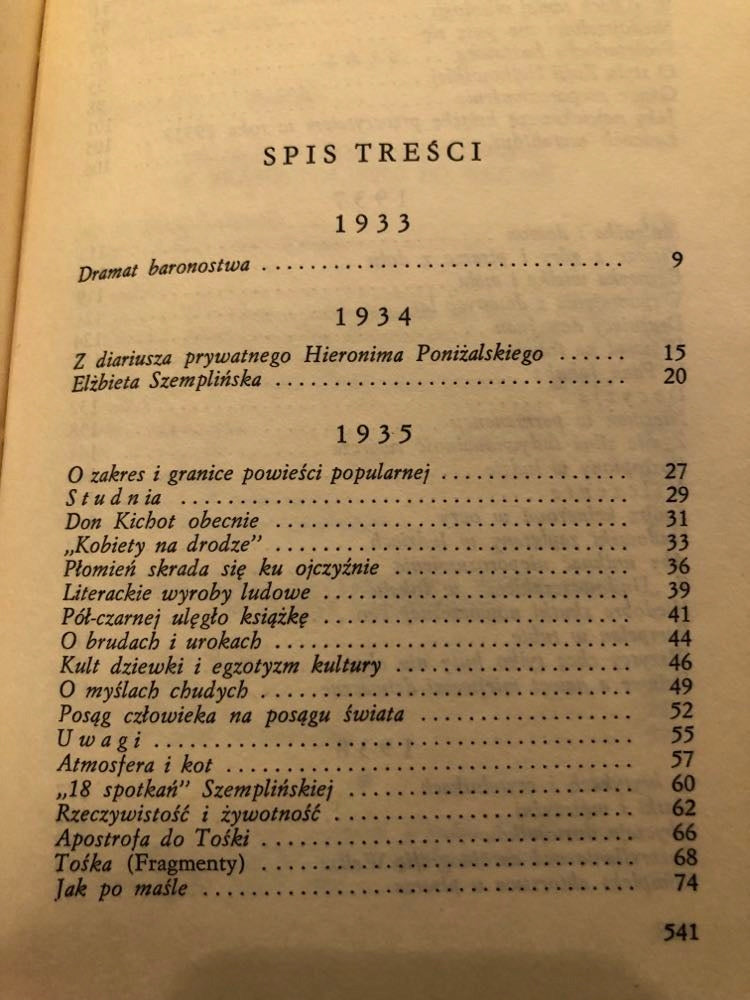 SPIS TREŚCI
1933
Dramat baronostwa .................................. 9
1934
Z diariusza prywatnego Hieronima Poniżalskiego ...... 15
Elżbieta Szemplińska ................................ 20
1935
O zakres i granice powieści popularnej .................. 27
Studnia ........................................ 29
Don Kichot obecnie ................................ 31
„Kobiety na drodze” ................................ 33
Płomień skrada się ku ojczyźnie ...................... 36
Literackie wyroby ludowe ............................ 39
Pół-czarnej ulęgło książkę ............................ 41
O brudach i urokach ................................ 44
Kult dziewki i egzotyzm kultury ...................... 46
O myślach chudych .................................. 49
Posąg człowieka na posągu świata .................... 52
Uwagi .......................................... 55
Atmosfera i kot .................................... 57
„18 spotkań” Szemplińskiej .......................... 60
Rzeczywistość i żywotność ............................ 62
Apostrofa do Tośki .................................. 66
Tośka (Fragmenty) .................................. 68
Jak po maśle ...................................... 74
541